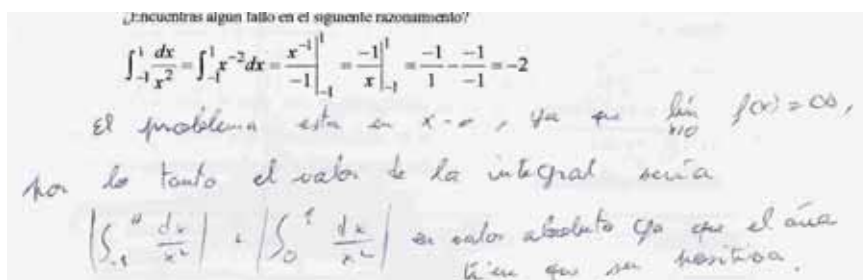 ¿Encuentras algún fallo en el siguiente razonamiento?
∫_{-1}^{1} dx/x² = ∫_{-1}^{1} x^{-2} dx = x^{-1}/-1 |_{-1}^{1} = -1/x |_{-1}^{1} = -1/1 - -1/-1 = -2
El problema esta en x=0, ya que lím_{x→0} f(x) = ∞,
por lo tanto el valor de la integral sería
|∫_{-1}^{0} dx/x²| + |∫_{0}^{1} dx/x²| en valor absoluto ya que el área
tiene que ser positiva.